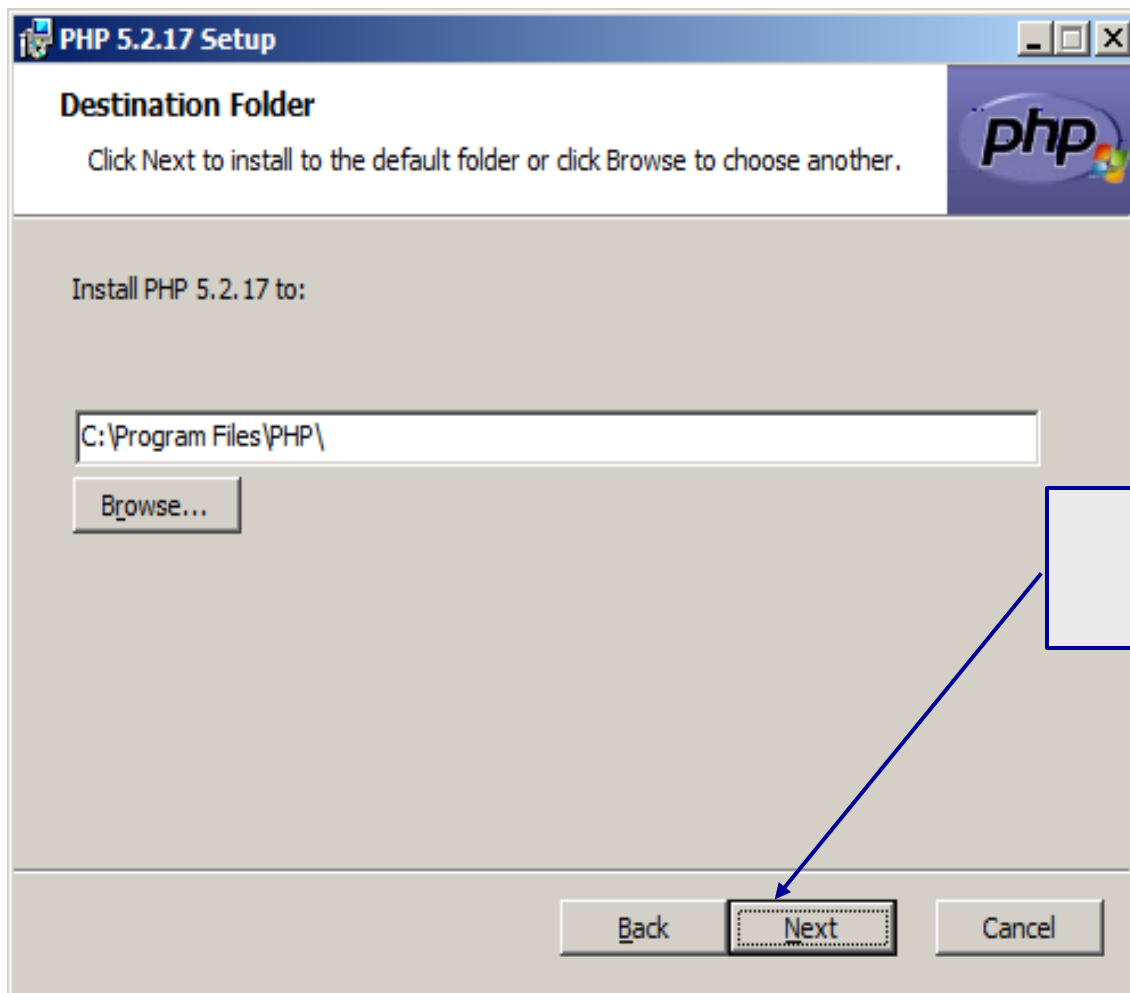 PHP 5.2.17 Setup
Destination Folder
php
Click Next to install to the default folder or click Browse to choose another.
Install PHP 5.2.17 to:
C:\Program Files\PHP\
Browse...
Back Next Cancel